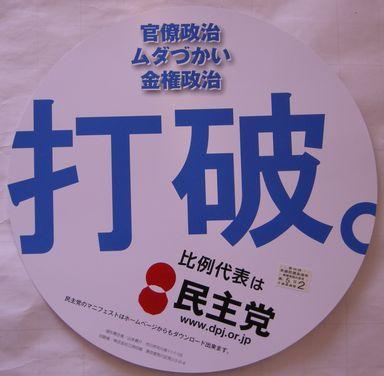 官僚政治
ムダづかい
金権政治
打破。
比例代表は
民主党
www.dpj.or.jp
民主党のマニフェストはホームページからもダウンロード出来ます。